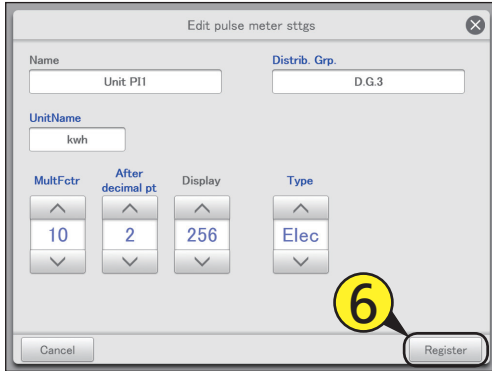 Edit pulse meter sttgs
Name
Distrib. Grp.
Unit PI1
D.G.3
UnitName
kwh
MultFctr
After
decimal pt
Display
Type
10
2
256
Elec
6
Cancel
Register